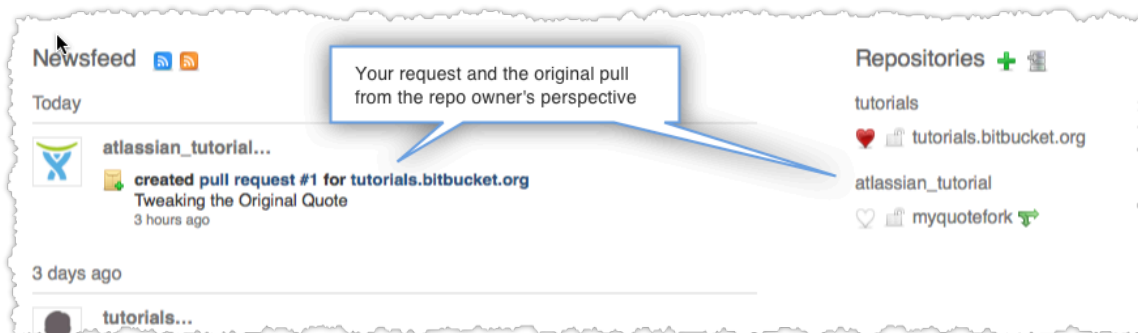 Newsfeed
Today
atlassian_tutorial...
created pull request #1 for tutorials.bitbucket.org
Tweaking the Original Quote
3 hours ago
3 days ago
tutorials...
Your request and the original pull
from the repo owner's perspective
Repositories
tutorials
tutorials.bitbucket.org
atlassian_tutorial
myquotefork